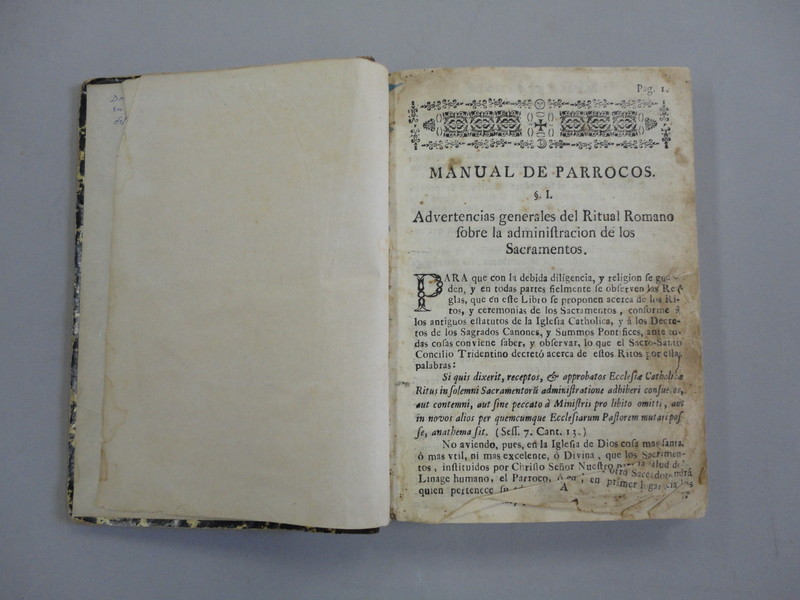 Pag. 1.
MANUAL DE PARROCOS.
§. I.
Advertencias generales del Ritual Romano
ſobre la adminiſtracion de los
Sacramentos.
PARA que con la debida diligencia, y religion ſe
den, y en todas partes fielmente ſe obſerven las Re-
glas, que en eſte Libro ſe proponen acerca de los Ri-
tos, y ceremonias de los Sacramentos, conforme á
los antiguos eſtatutos de la Igleſia Catholica, y á los Decre-
tos de los Sagrados Canones, y Summos Pontifices, ante to-
das coſas conviene ſaber, y obſervar, lo que el Sacro-Santo
Concilio Tridentino decretó acerca de eſtos Ritos por eſtas
palabras:
Si quis dixerit, receptos, & approbatos Eccleſiæ Catholicæ
Ritus in ſolemni Sacramentorũ adminiſtratione adhiberi conſuetos,
aut contemni, aut ſine peccato à Miniſtris pro libito omitti, aut
in novos alios per quemcumque Eccleſiarum Paſtorem mutari poſ-
ſe, anathema ſit. (Seſſ. 7. Cant. 13.)
No aviendo, pues, en la Igleſia de Dios coſa mas ſanta,
ò mas vtil, ni mas excelente, ò Divina, que los Sacramen-
tos, inſtituidos por Chriſto Señor Nueſtro por la ſalud del
Linage humano, el Parroco,
quien pertenece
en primer lugar
A